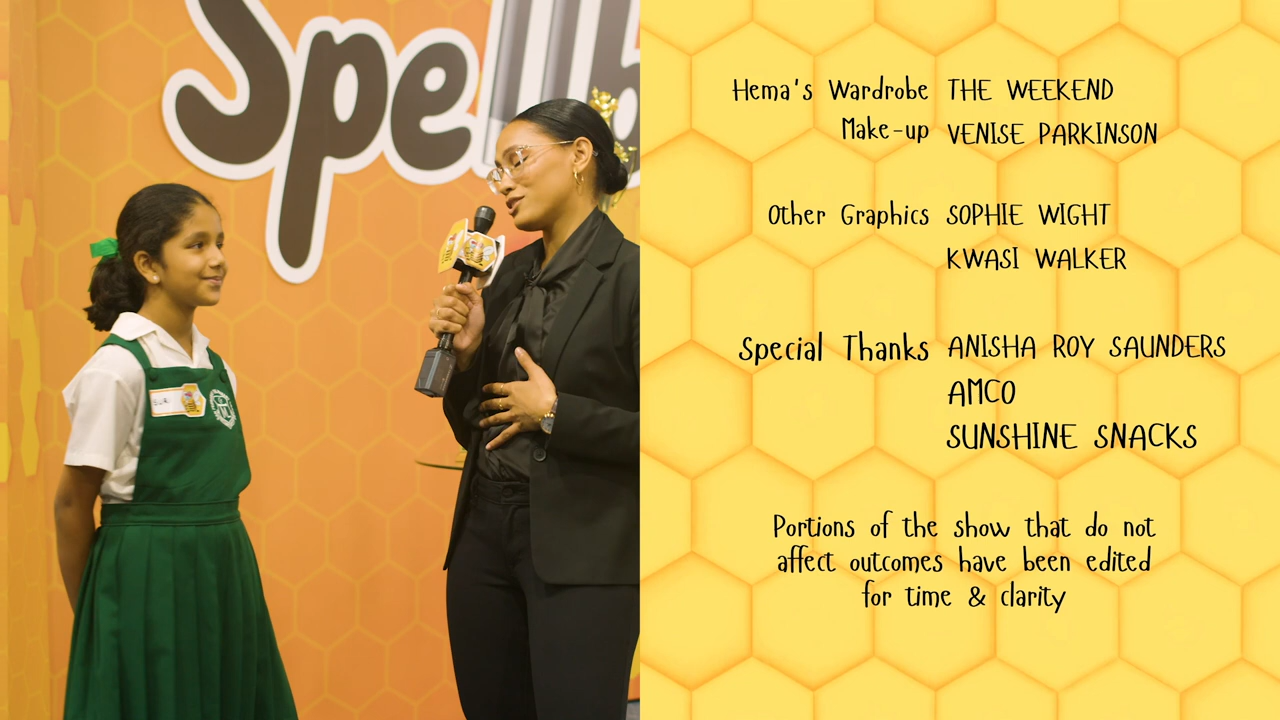 Spellb
Hema's Wardrobe THE WEEKEND
Make-up VENISE PARKINSON
Other Graphics SOPHIE WIGHT
KWASI WALKER
Special Thanks ANISHA ROY SAUNDERS
AMCO
SUNSHINE SNACKS
Portions of the show that do not
affect outcomes have been edited
for time & clarity